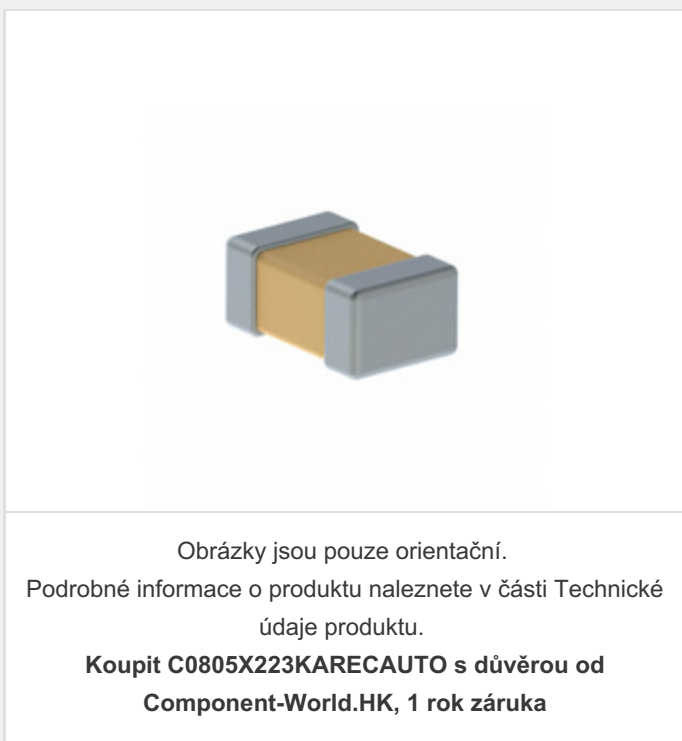 Obrázky jsou pouze orientační.
Podrobné informace o produktu naleznete v části Technické
údaje produktu.
Koupit C0805X223KARECAUTO s důvěrou od
Component-World.HK, 1 rok záruka